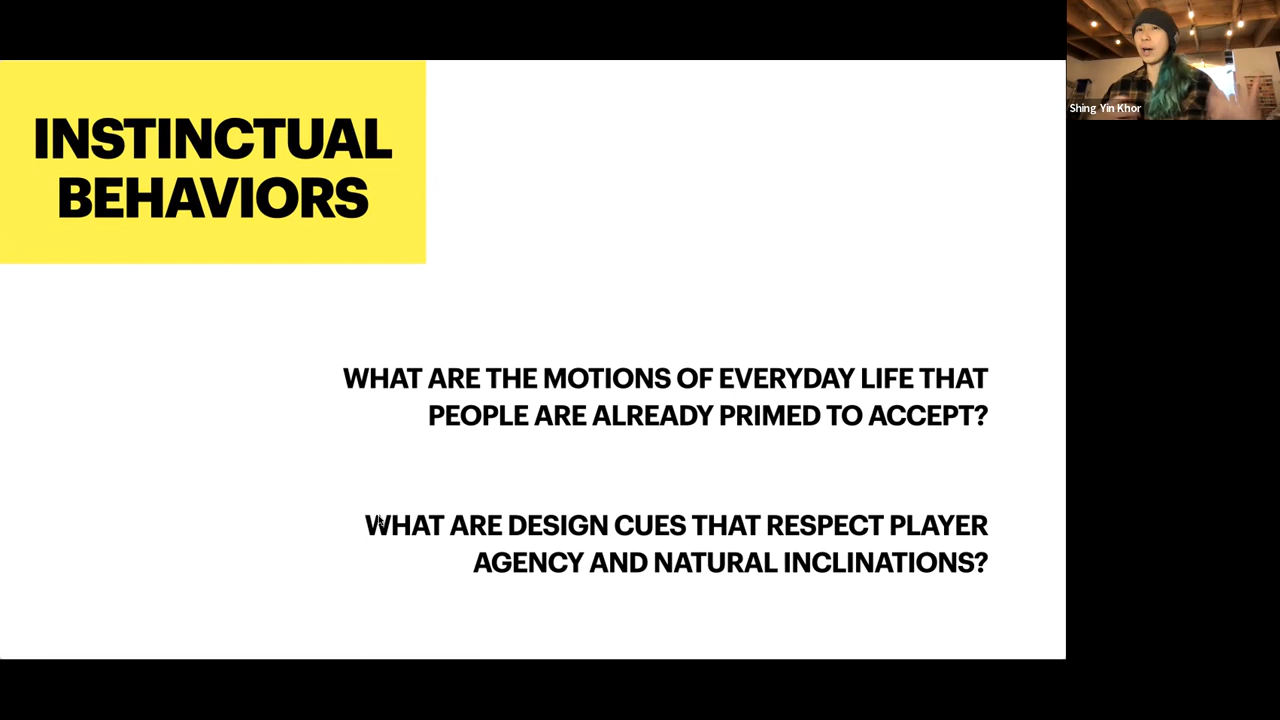 INSTINCTUAL
BEHAVIORS
WHAT ARE THE MOTIONS OF EVERYDAY LIFE THAT
PEOPLE ARE ALREADY PRIMED TO ACCEPT?
WHAT ARE DESIGN CUES THAT RESPECT PLAYER
AGENCY AND NATURAL INCLINATIONS?
Shing Yin Khor